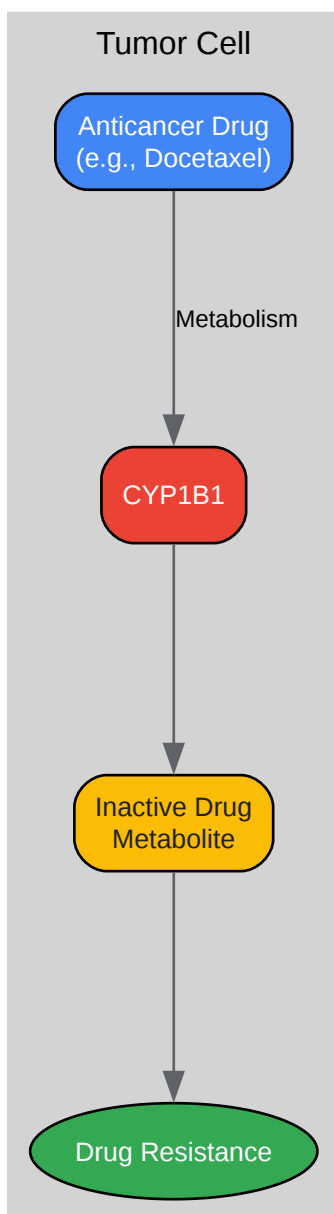 Tumor Cell
Anticancer Drug
(e.g., Docetaxel)
Metabolism
CYP1B1
Inactive Drug
Metabolite
Drug Resistance